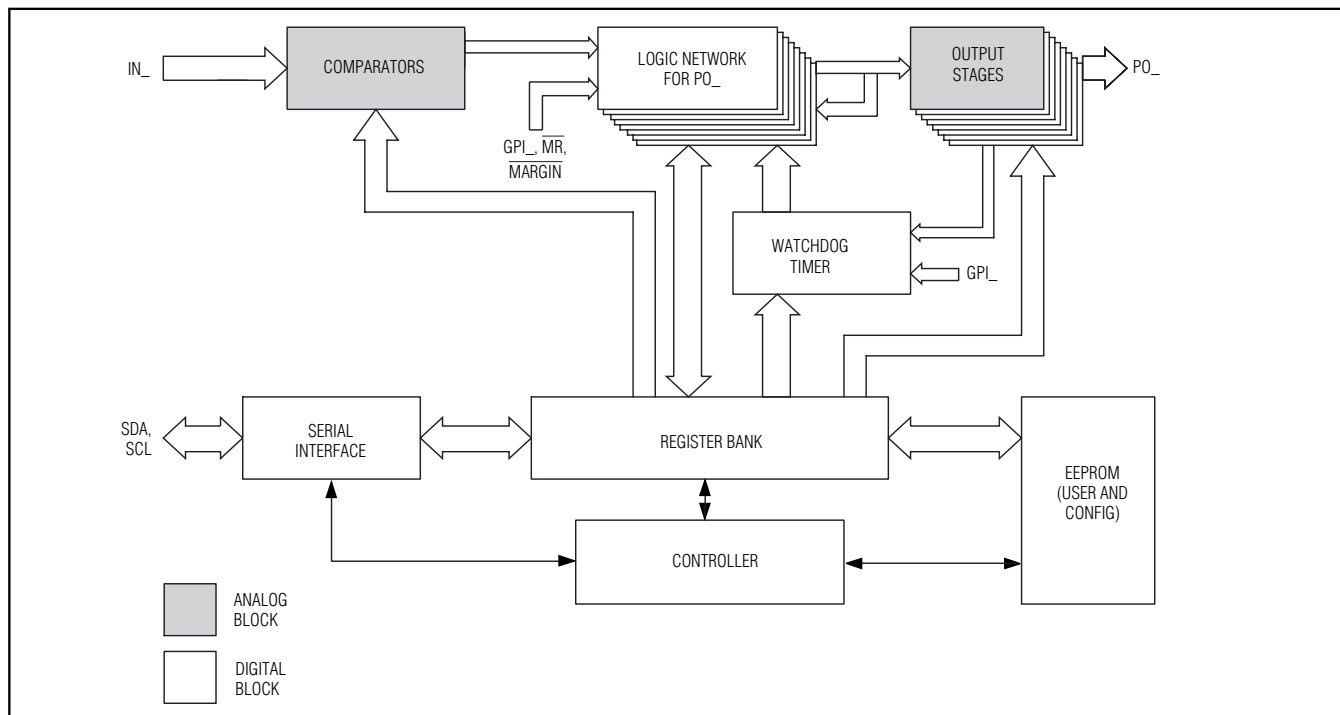 IN_
COMPARATORS
LOGIC NETWORK
FOR PO_
OUTPUT
STAGES
PO_
GPI_, MR,
MARGIN
WATCHDOG
TIMER
GPI_
SDA,
SCL
SERIAL
INTERFACE
REGISTER BANK
EEPROM
(USER AND
CONFIG)
CONTROLLER
ANALOG
BLOCK
DIGITAL
BLOCK